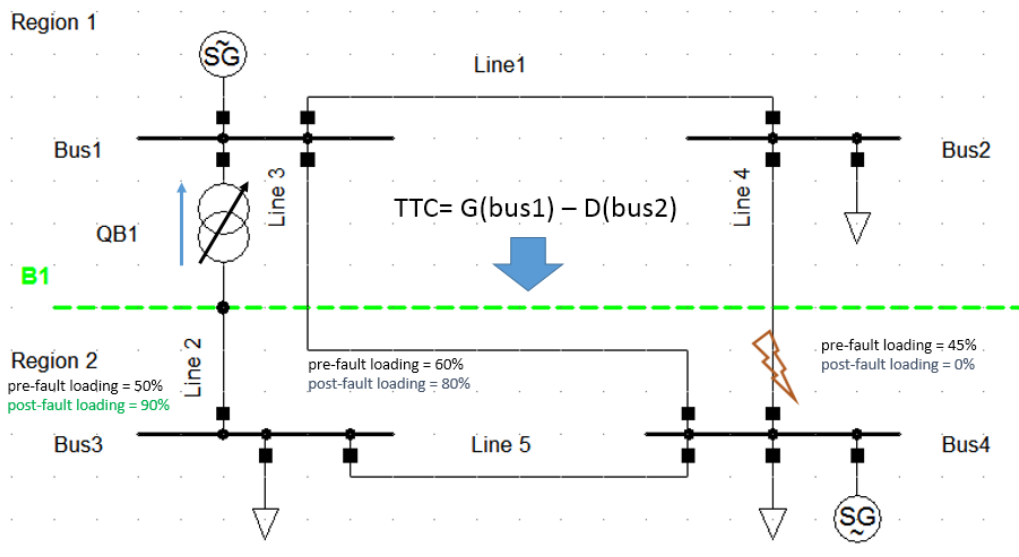 Region 1
SG
~
Line1
Bus1
Bus2
Line 3
Line 4
TTC= G(bus1) – D(bus2)
QB1
B1
Region 2
pre-fault loading = 50%
post-fault loading = 90%
Line 2
pre-fault loading = 60%
post-fault loading = 80%
pre-fault loading = 45%
post-fault loading = 0%
Bus3
Line 5
Bus4
SG
~